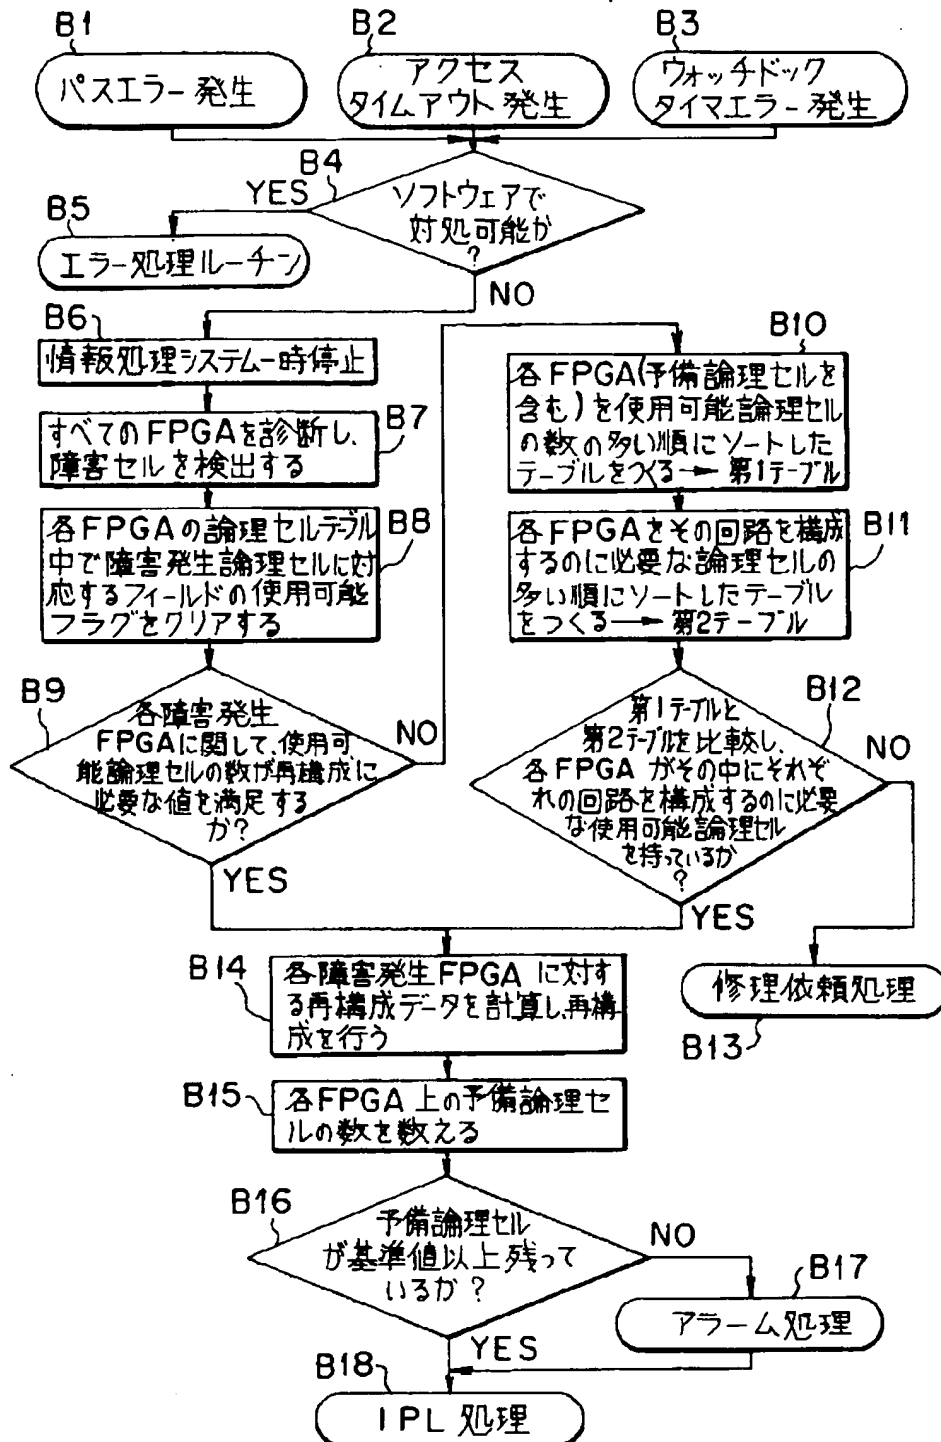 B1
パスエラー発生
B2
アクセス
タイムアウト発生
B3
ウォッチドック
タイマエラー発生
B4
ソフトウェアで
対処可能か
?
YES
NO
B5
エラー処理ルーチン
B6
情報処理システム一時停止
B7
すべてのFPGAを診断し、
障害セルを検出する
B8
各FPGAの論理セルテーブル
中で障害発生論理セルに対
応するフィールドの使用可能
フラグをクリアする
B9
各障害発生
FPGAに関して、使用可
能論理セルの数が再構成に
必要な値を満足する
か?
NO
YES
B10
各FPGA(予備論理セルを
含む)を使用可能論理セル
の数の多い順にソートした
テーブルをつくる→第1テーブル
B11
各FPGAをその回路を構成
するのに必要な論理セルの
多い順にソートしたテーブル
をつくる→第2テーブル
B12
第1テーブルと
第2テーブルを比較し、
各FPGAがその中にそれぞ
れの回路を構成するのに必要
な使用可能論理セル
を持っているか
?
NO
YES
修理依頼処理
B13
B14
各障害発生FPGAに対す
る再構成データを計算し、再構
成を行う
B15
各FPGA上の予備論理セ
ルの数を数える
B16
予備論理セル
が基準値以上残って
いるか?
NO
YES
B17
アラーム処理
B18
IPL処理